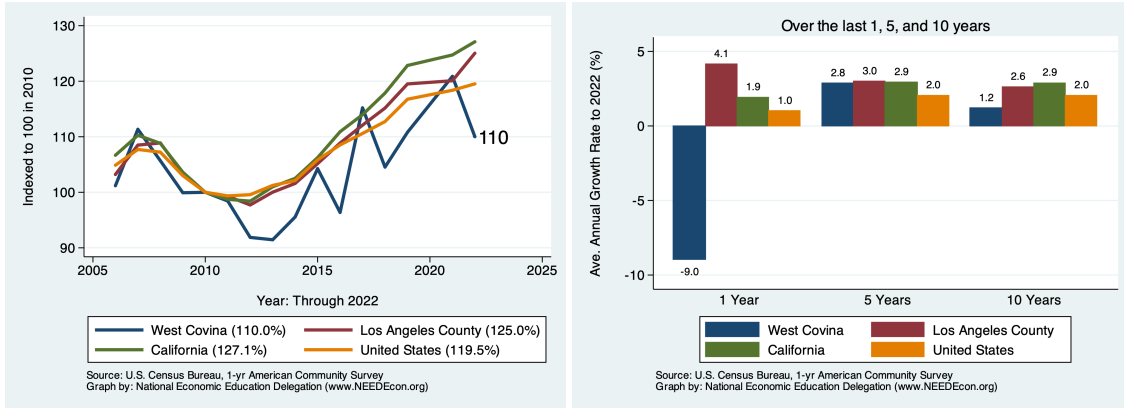 130
120
110
100
90
Indexed to 100 in 2010
110
2005
2010
2015
2020
2025
Year: Through 2022
West Covina (110.0%)
Los Angeles County (125.0%)
California (127.1%)
United States (119.5%)
Source: U.S. Census Bureau, 1-yr American Community Survey
Graph by: National Economic Education Delegation (www.NEEDEcon.org)
Over the last 1, 5, and 10 years
Ave. Annual Growth Rate to 2022 (%)
5
0
-5
-10
-9.0
4.1
1.9
1.0
2.8
3.0
2.9
2.0
1.2
2.6
2.9
2.0
1 Year
5 Years
10 Years
West Covina
Los Angeles County
California
United States
Source: U.S. Census Bureau, 1-yr American Community Survey
Graph by: National Economic Education Delegation (www.NEEDEcon.org)